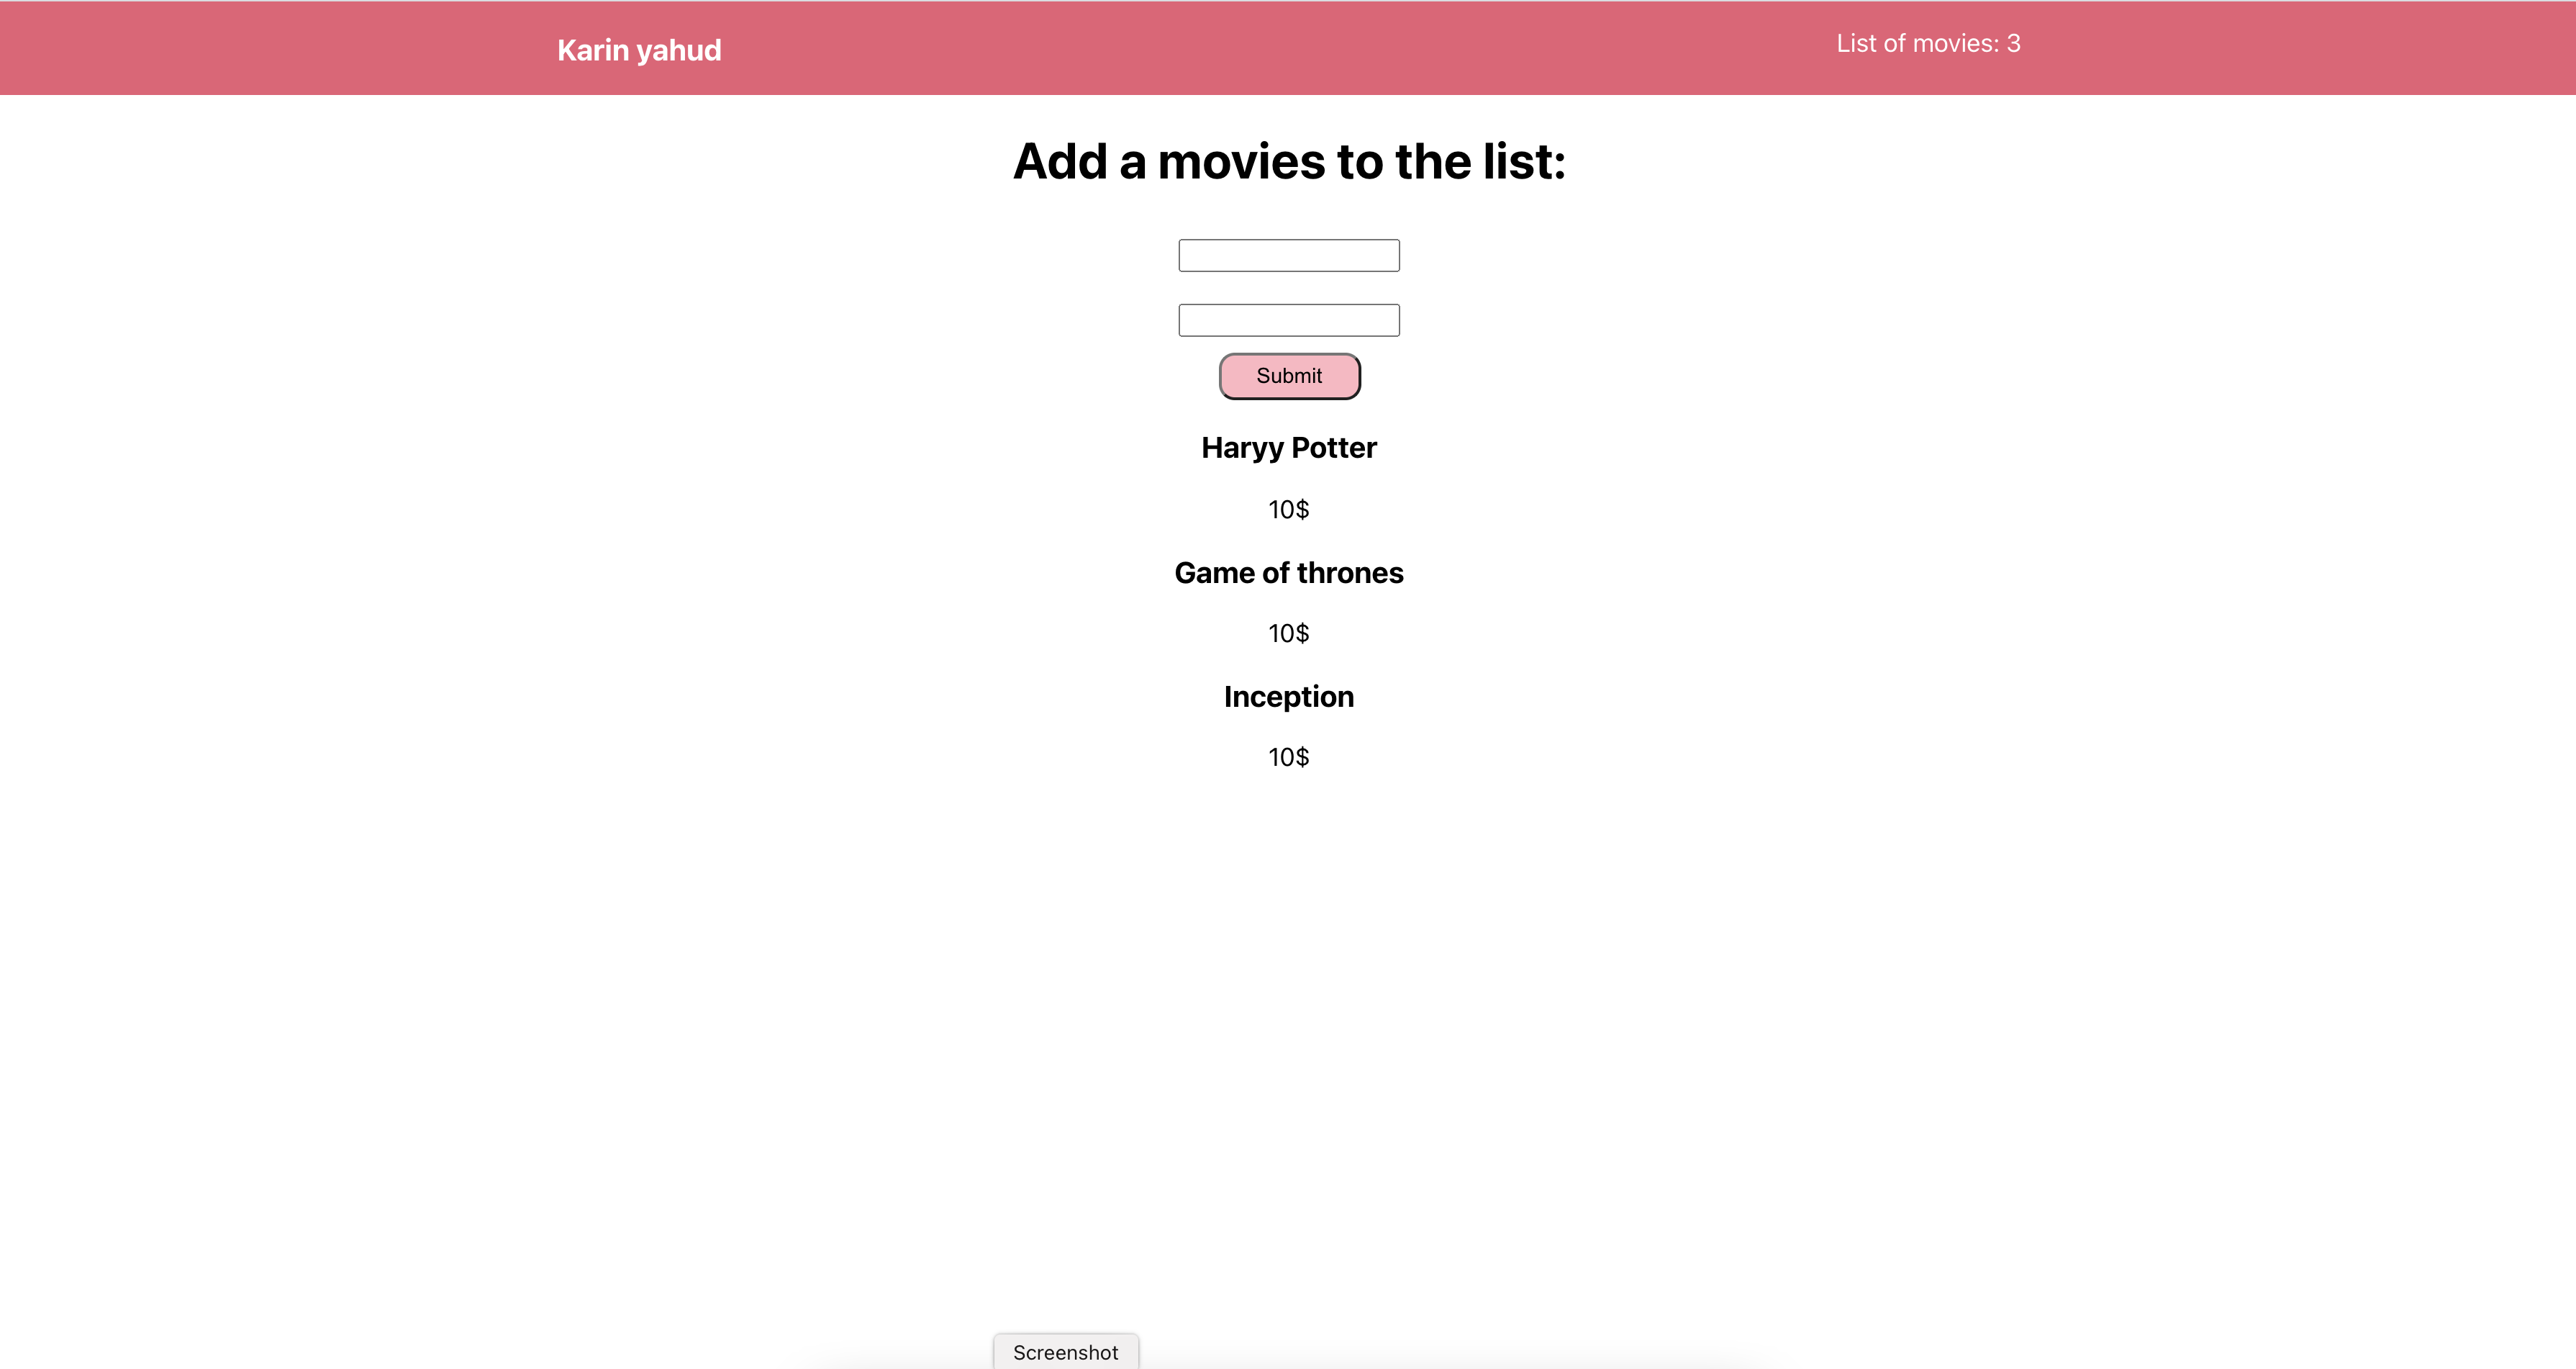 Karin yahud
List of movies: 3
Add a movies to the list:
Submit
Haryy Potter
10$
Game of thrones
10$
Inception
10$
Screenshot